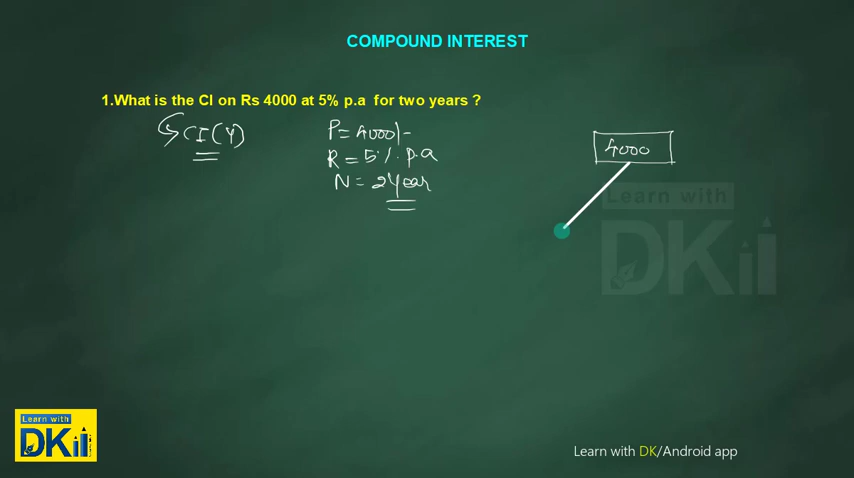 COMPOUND INTEREST
1.What is the CI on Rs 4000 at 5% p.a for two years ?
CI(Y)
P=4000/-
R=5%.p.a
N=2Year
4000
Learn with
DK
Learn with
DK
Learn with DK/Android app